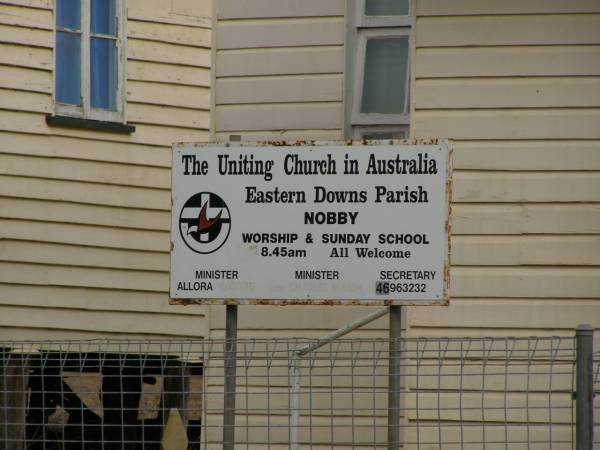 The Uniting Church in Australia
Eastern Downs Parish
NOBBY
WORSHIP & SUNDAY SCHOOL
8.45am All Welcome
MINISTER MINISTER SECRETARY
ALLORA 46963232